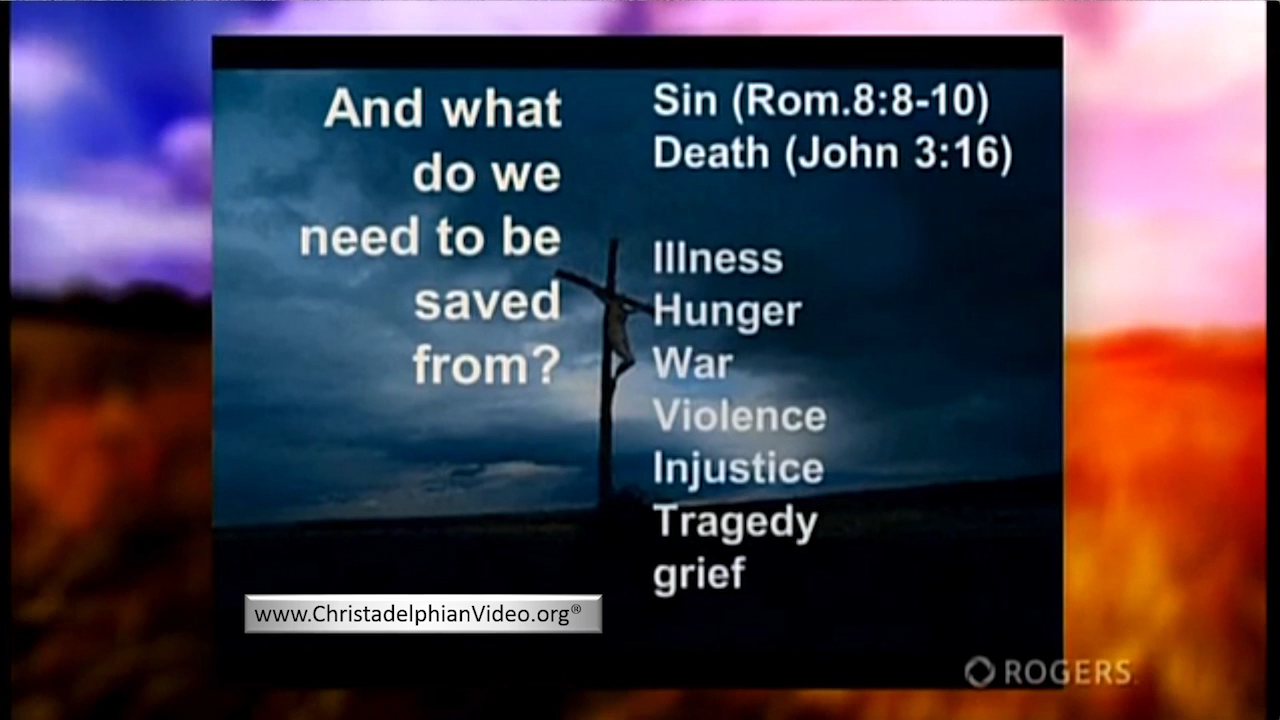 And what
do we
need to be
saved
from?
Sin (Rom.8:8-10)
Death (John 3:16)
Illness
Hunger
War
Violence
Injustice
Tragedy
grief
www.ChristadelphianVideo.org®
ROGERS